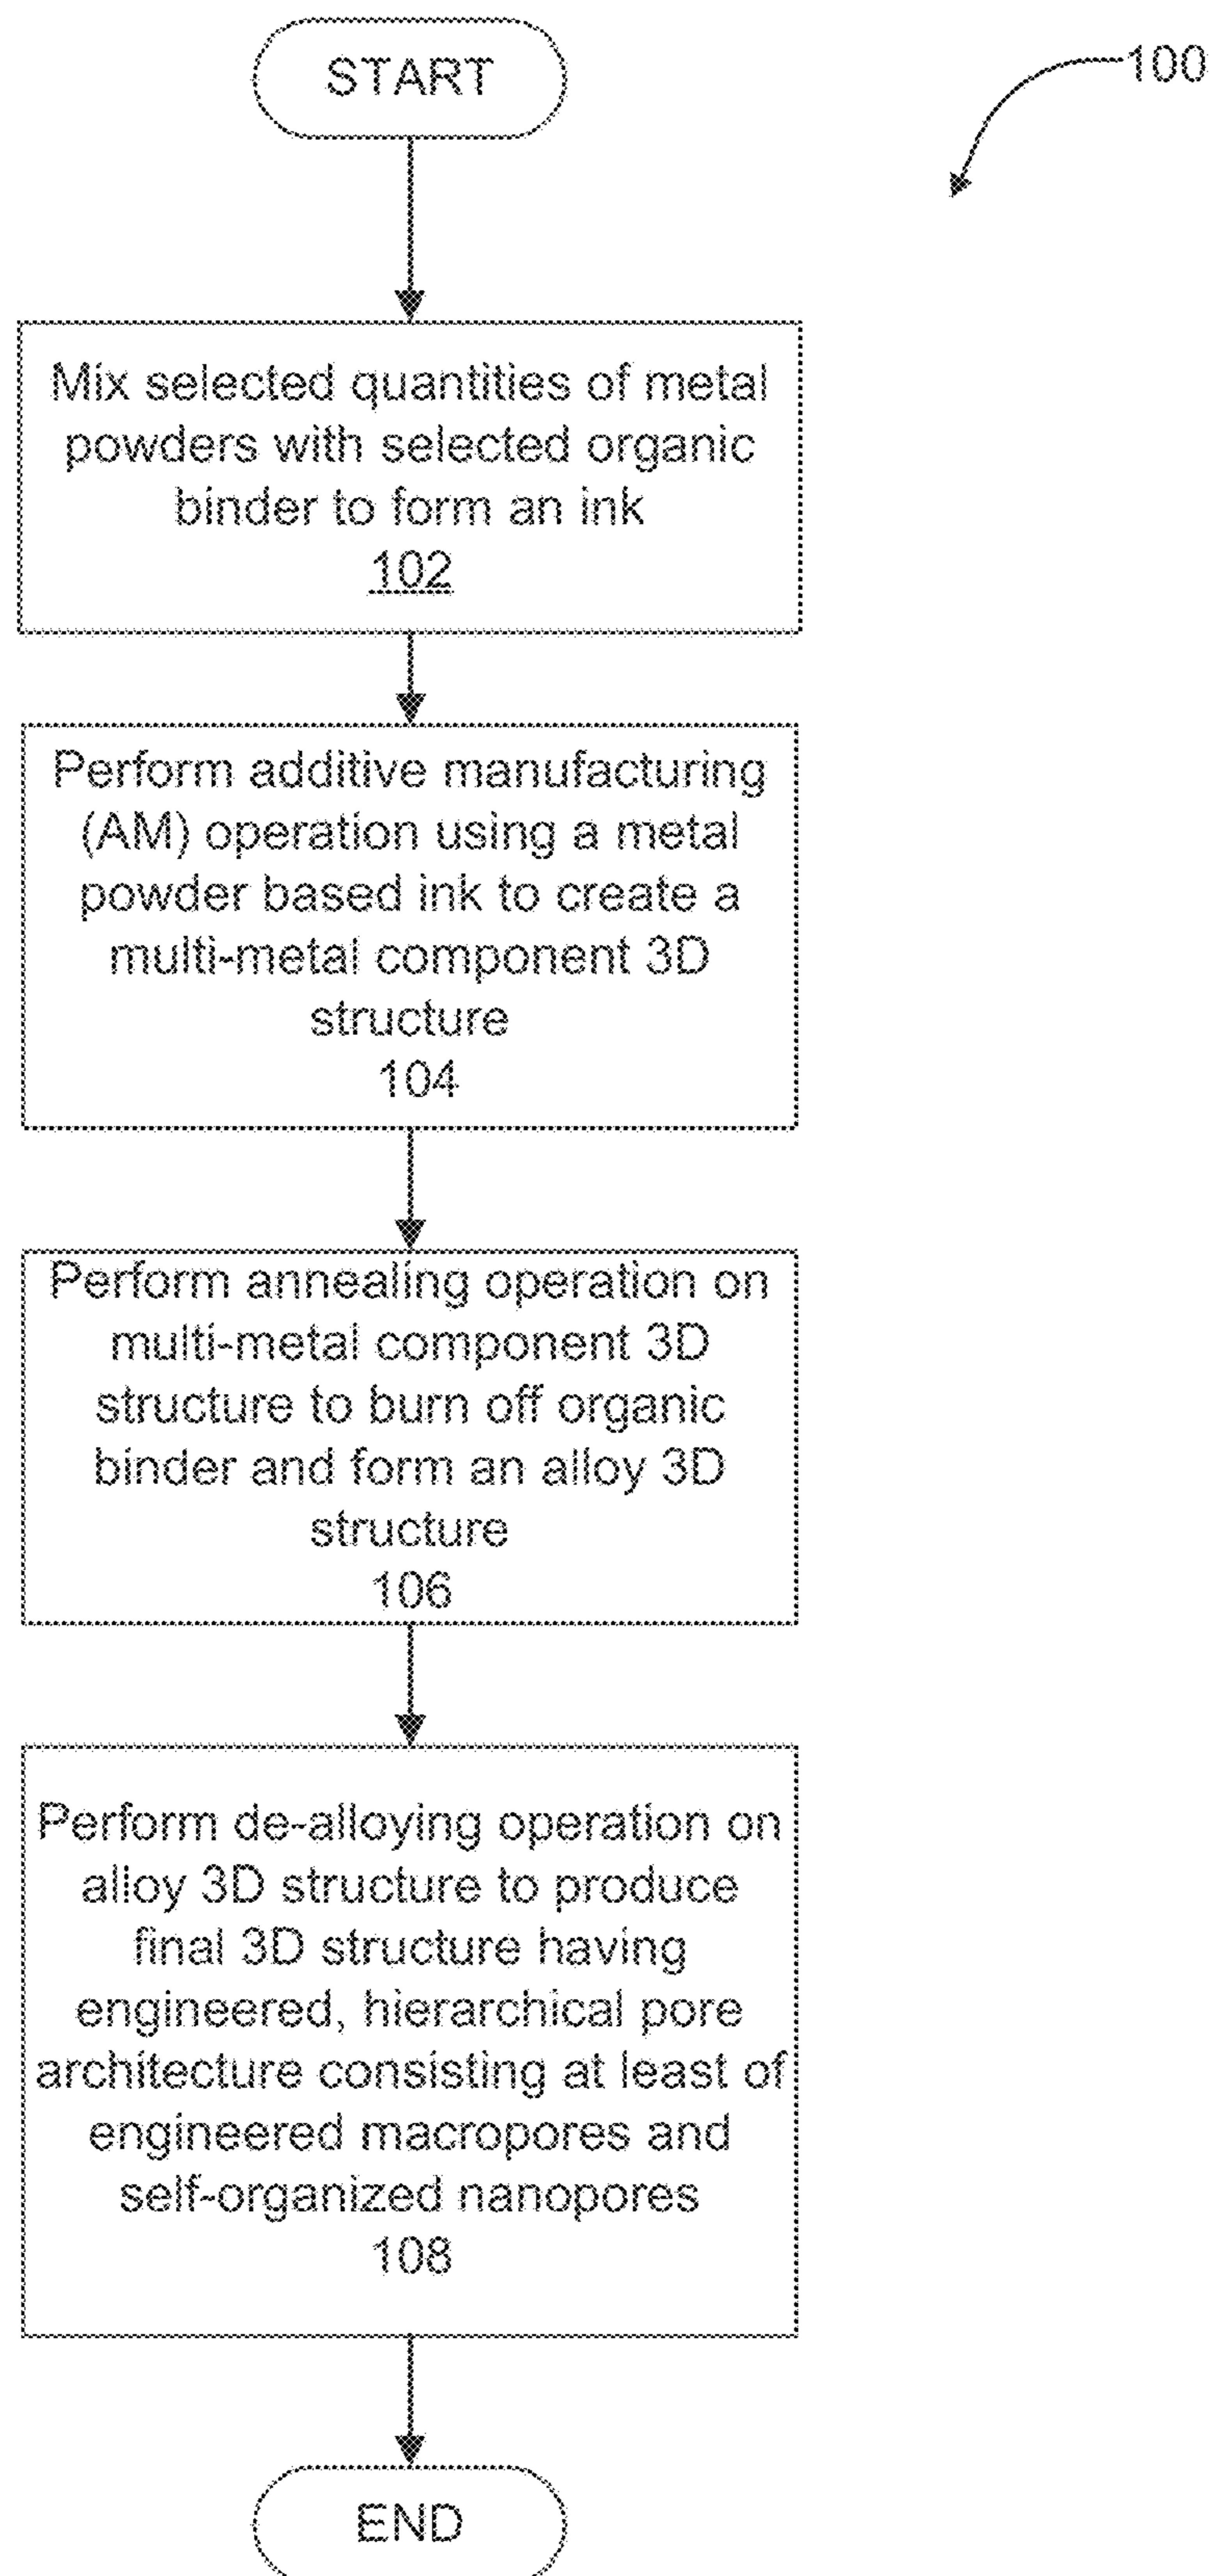 START
100
Mix selected quantities of metal
powders with selected organic
binder to form an ink
102
Perform additive manufacturing
(AM) operation using a metal
powder based ink to create a
multi-metal component 3D
structure
104
Perform annealing operation on
multi-metal component 3D
structure to burn off organic
binder and form an alloy 3D
structure
106
Perform de-alloying operation on
alloy 3D structure to produce
final 3D structure having
engineered, hierarchical pore
architecture consisting at least of
engineered macropores and
self-organized nanopores
108
END